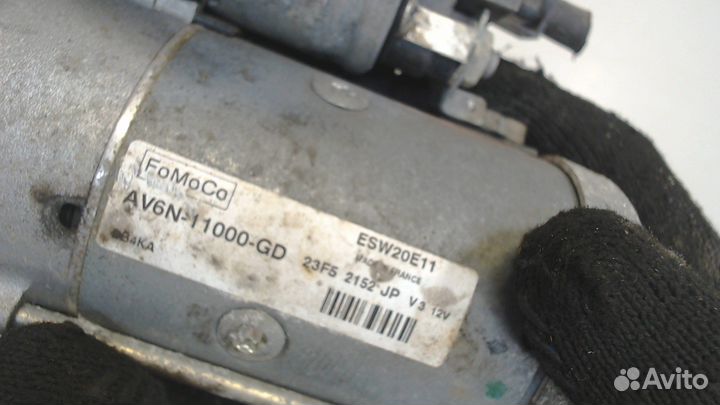 FoMoCo
AV6N-11000-GD
ESW20E11
MADE IN FRANCE
23F5 2152 JP V3 12V
Avito